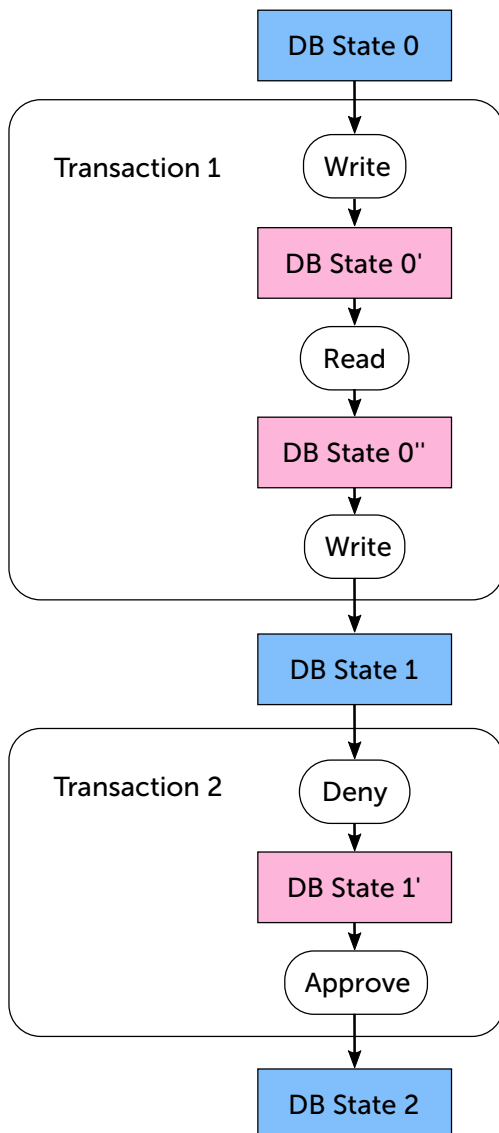 DB State 0
Transaction 1
Write
DB State 0'
Read
DB State 0''
Write
DB State 1
Transaction 2
Deny
DB State 1'
Approve
DB State 2